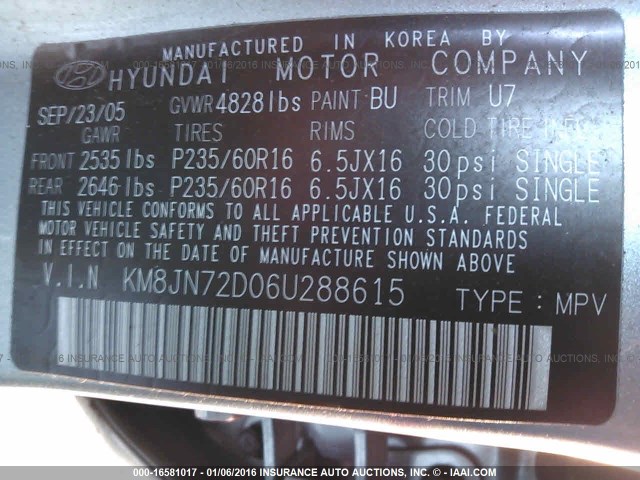 MANUFACTURED IN KOREA BY
HYUNDAI MOTOR COMPANY
SEP/23/05 GVWR 4828lbs PAINT BU TRIM U7
GAWR TIRES RIMS COLD TIRE INF
FRONT 2535lbs P235/60R16 6.5JX16 30psi SINGLE
REAR 2646 lbs P235/60R16 6.5JX16 30psi SINGLE
THIS VEHICLE CONFORMS TO ALL APPLICABLE U.S.A. FEDERAL
MOTOR VEHICLE SAFETY AND THEFT PREVENTION STANDARDS
IN EFFECT ON THE DATE OF MANUFACTURE SHOWN ABOVE.
V.I.N KM8JN72D06U288615 TYPE : MPV
000-16581017 - 01/06/2016 INSURANCE AUTO AUCTIONS - © - IAAI.COM